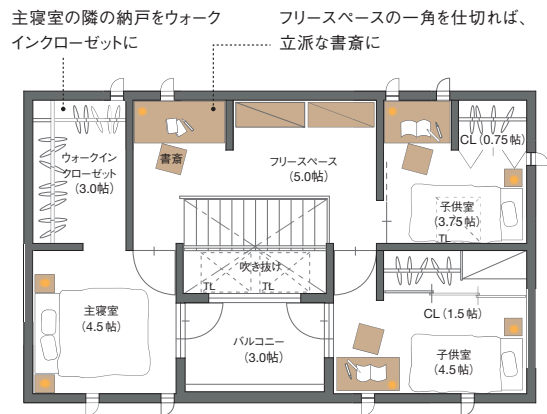 主寝室の隣の納戸をウォーク
インクローゼットに
フリースペースの一角を仕切れば、
立派な書斎に
ウォークイン
クローゼット
(3.0帖)
書斎
フリースペース
(5.0帖)
CL(0.75帖)
子供室
(3.75帖)
TL
吹き抜け
TL
TL
主寝室
(4.5帖)
バルコニー
(3.0帖)
CL(1.5帖)
子供室
(4.5帖)